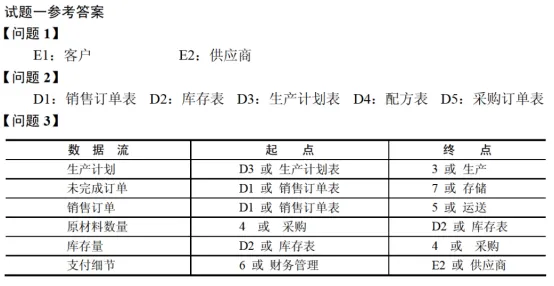 试题一参考答案
【问题 1】
E1：客户 E2：供应商
【问题 2】
D1：销售订单表 D2：库存表 D3：生产计划表 D4：配方表 D5：采购订单表
【问题 3】
数 据 流 起 点 终 点
生产计划 D3 或 生产计划表 3 或 生产
未完成订单 D1 或 销售订单表 7 或 存储
销售订单 D1 或 销售订单表 5 或 运送
原材料数量 4 或 采购 D2 或 库存表
库存量 D2 或 库存表 4 或 采购
支付细节 6 或 财务管理 E2 或 供应商